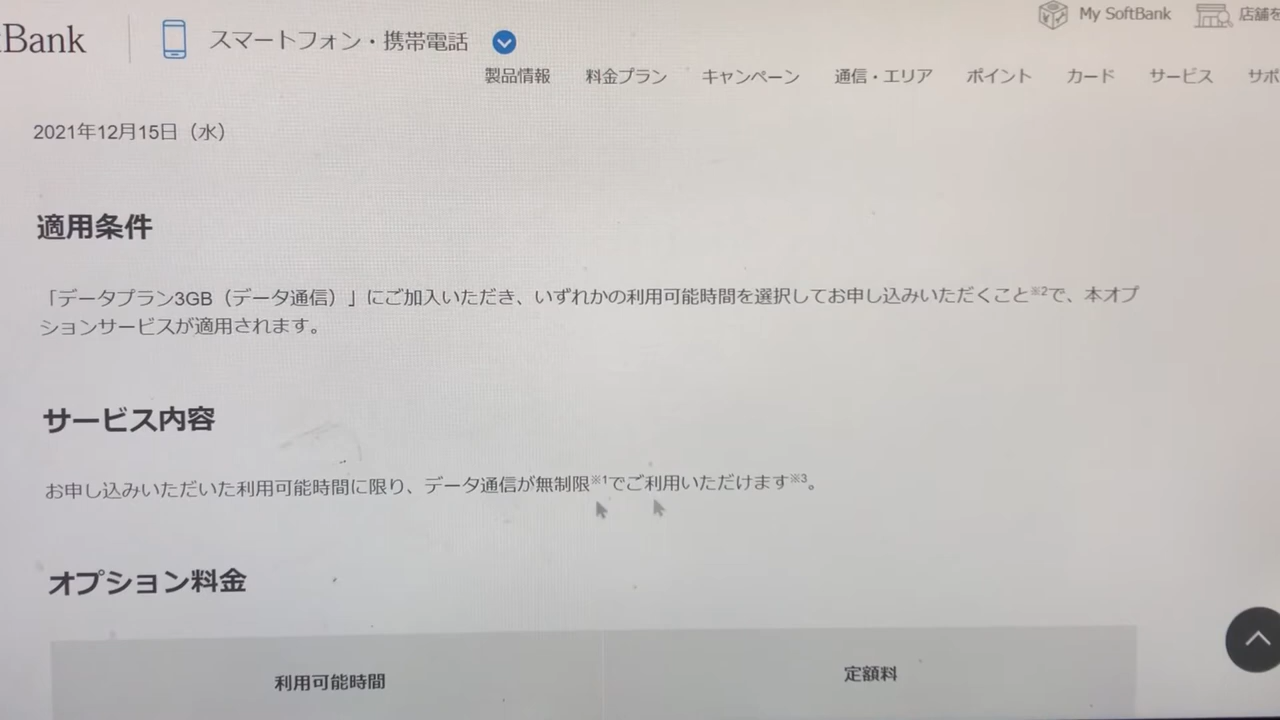 Bank
スマートフォン・携帯電話
My SoftBank
店舗を
製品情報 料金プラン キャンペーン 通信・エリア ポイント カード サービス サポ
2021年12月15日（水）
適用条件
「データプラン3GB（データ通信）」にご加入いただき、いずれかの利用可能時間を選択してお申し込みいただくこと※2で、本オプ
ションサービスが適用されます。
サービス内容
お申し込みいただいた利用可能時間に限り、データ通信が無制限※1でご利用いただけます※3。
オプション料金
利用可能時間 定額料